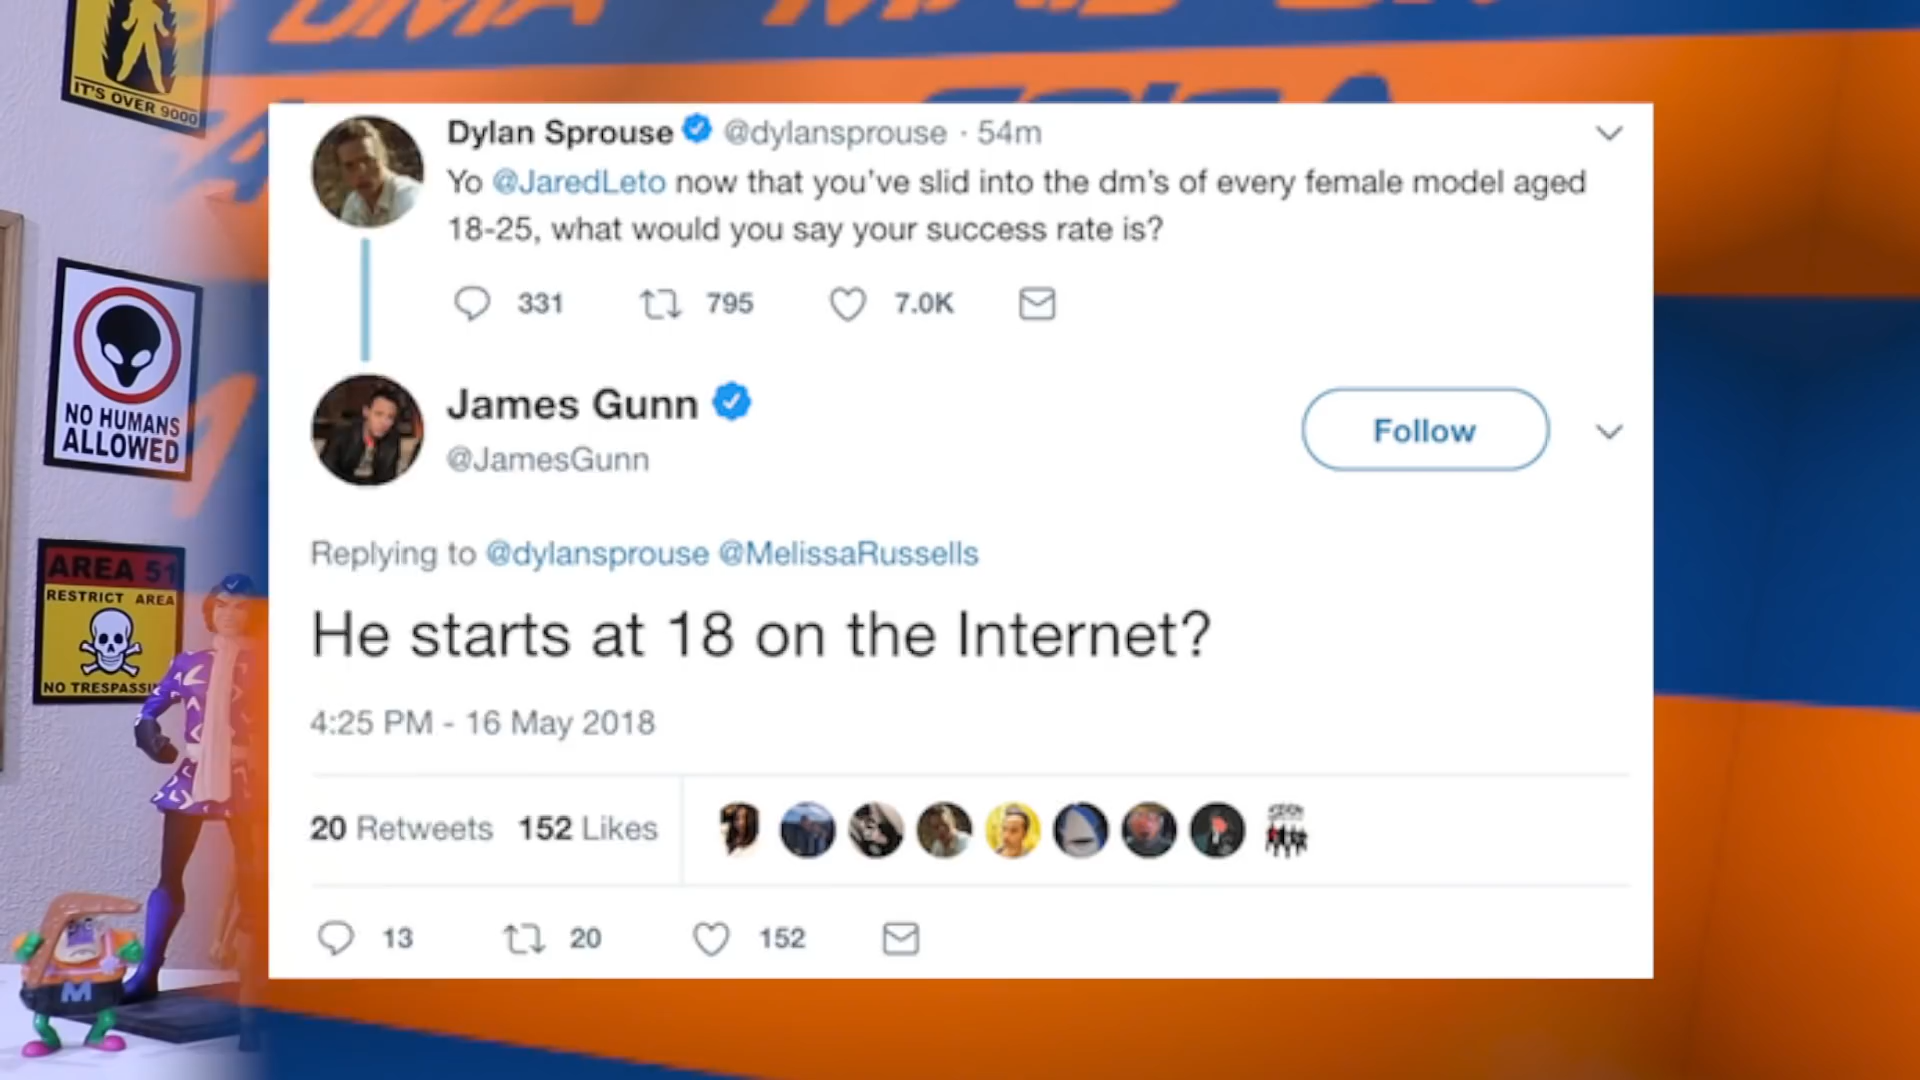 IT'S OVER 9000
NO HUMANS
ALLOWED
AREA 51
RESTRICT AREA
M
Dylan Sprouse @dylansprouse · 54m
Yo @JaredLeto now that you've slid into the dm's of every female model aged
18-25, what would you say your success rate is?
331 795 7.0K
James Gunn
@JamesGunn
Follow
Replying to @dylansprouse @MelissaRussells
He starts at 18 on the Internet?
4:25 PM - 16 May 2018
20 Retweets 152 Likes
13 20 152